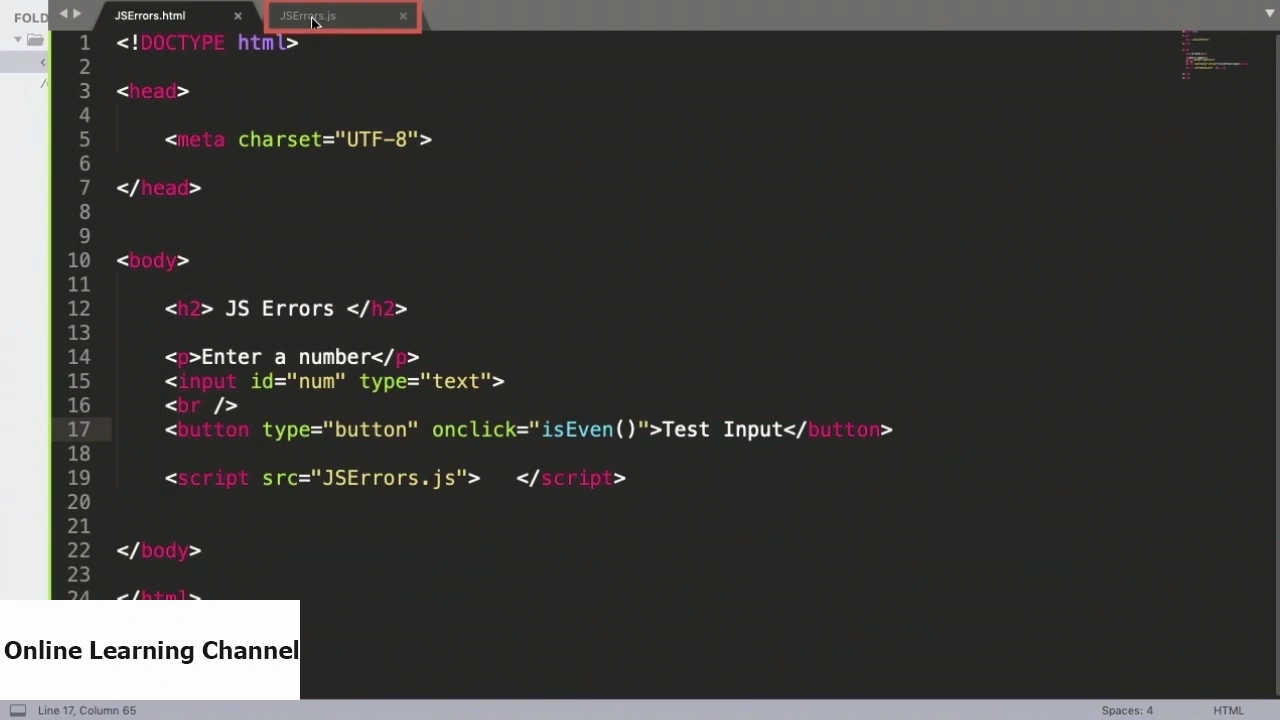 FOLD
JSErrors.html × JSErrors.js ×
1 <!DOCTYPE html>
2
3 <head>
4
5 <meta charset="UTF-8">
6
7 </head>
8
9
10 <body>
11
12 <h2> JS Errors </h2>
13
14 <p>Enter a number</p>
15 <input id="num" type="text">
16 <br />
17 <button type="button" onclick="isEven()">Test Input</button>
18
19 <script src="JSErrors.js"> </script>
20
21
22 </body>
23
24 </html>
Online Learning Channel
Line 17, Column 65 Spaces: 4 HTML